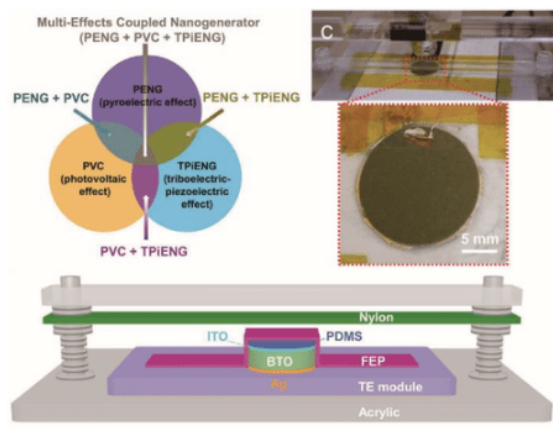 Multi-Effects Coupled Nanogenerator
(PENG + PVC + TPiENG)
C
PENG
(pyroelectric effect)
PENG + PVC
PENG + TPiENG
PVC
(photovoltaic
effect)
TPiENG
(triboelectric-
piezoelectric
effect)
PVC + TPiENG
5 mm
Nylon
ITO
PDMS
BTO
FEP
Ag
TE module
Acrylic